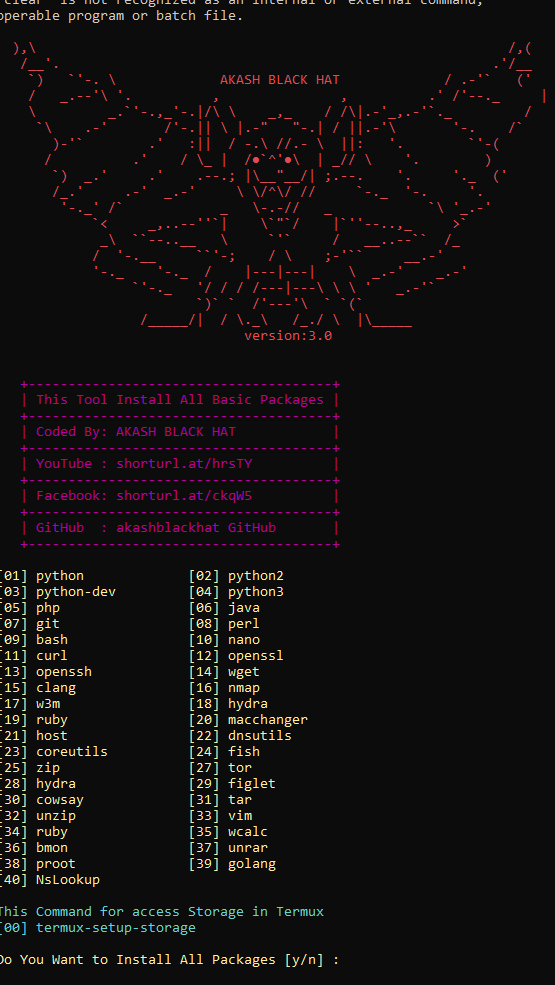 clear' is not recognized as an internal or external command,
operable program or batch file.
AKASH BLACK HAT
version:3.0
This Tool Install All Basic Packages
Coded By: AKASH BLACK HAT
YouTube : shorturl.at/hrsTY
Facebook: shorturl.at/ckqW5
GitHub : akashblackhat GitHub
[01] python [02] python2
[03] python-dev [04] python3
[05] php [06] java
[07] git [08] perl
[09] bash [10] nano
[11] curl [12] openssl
[13] openssh [14] wget
[15] clang [16] nmap
[17] w3m [18] hydra
[19] ruby [20] macchanger
[21] host [22] dnsutils
[23] coreutils [24] fish
[25] zip [27] tor
[28] hydra [29] figlet
[30] cowsay [31] tar
[32] unzip [33] vim
[34] ruby [35] wcalc
[36] bmon [37] unrar
[38] proot [39] golang
[40] NsLookup
This Command for access Storage in Termux
[00] termux-setup-storage
Do You Want to Install All Packages [y/n] :